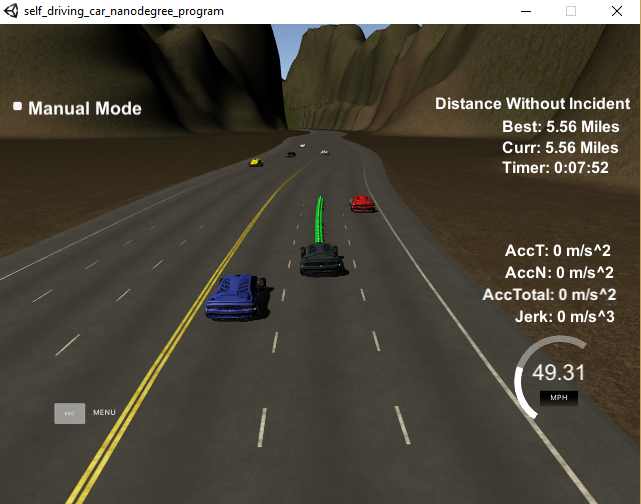 self_driving_car_nanodegree_program
Manual Mode
Distance Without Incident
Best: 5.56 Miles
Curr: 5.56 Miles
Timer: 0:07:52
AccT: 0 m/s^2
AccN: 0 m/s^2
AccTotal: 0 m/s^2
Jerk: 0 m/s^3
49.31
MPH
ESC MENU